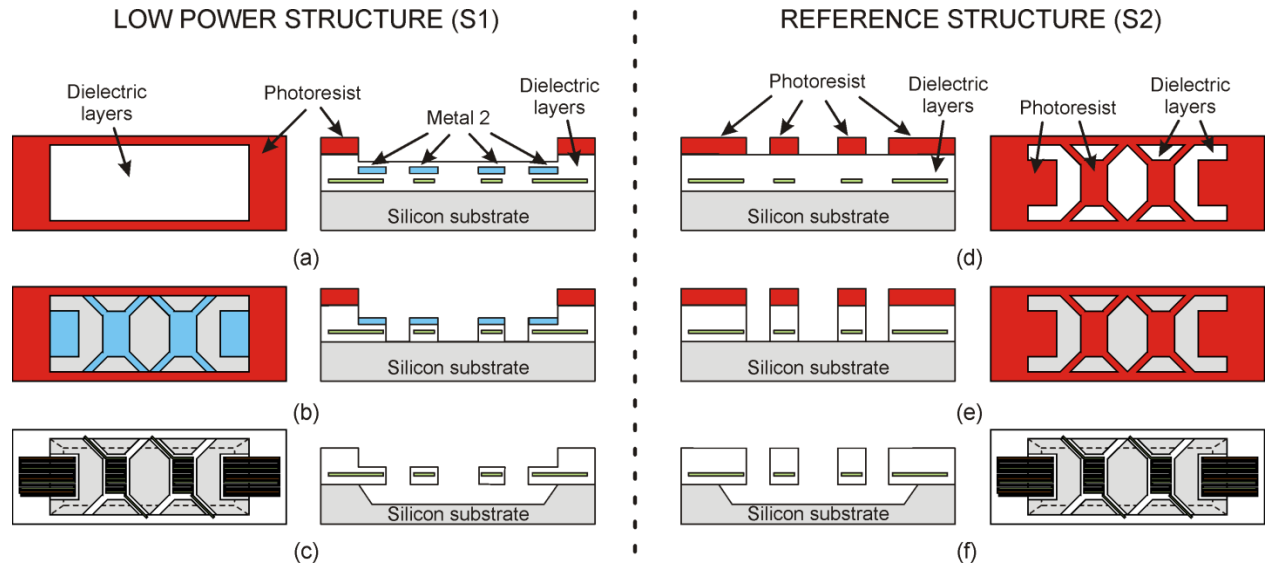 LOW POWER STRUCTURE (S1)
REFERENCE STRUCTURE (S2)
Dielectric
layers
Photoresist
Metal 2
Dielectric
layers
Silicon substrate
(a)
Photoresist
Dielectric
layers
Silicon substrate
Photoresist
Dielectric
layers
(d)
Silicon substrate
(b)
Silicon substrate
(e)
Silicon substrate
(c)
Silicon substrate
(f)